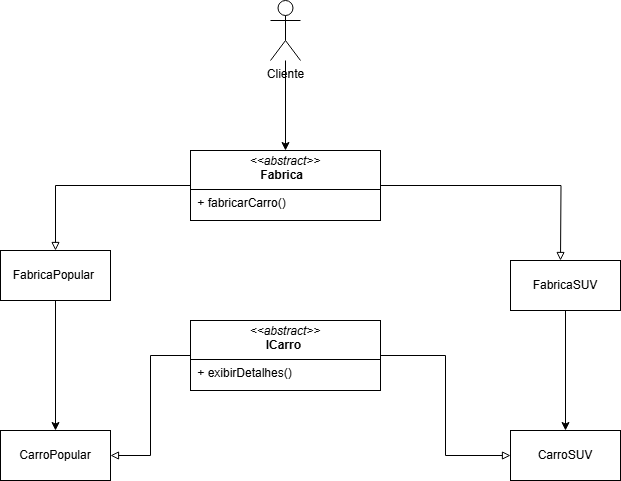 Cliente
<<abstract>>
Fabrica
+ fabricarCarro()
FabricaPopular
FabricaSUV
<<abstract>>
ICarro
+ exibirDetalhes()
CarroPopular
CarroSUV